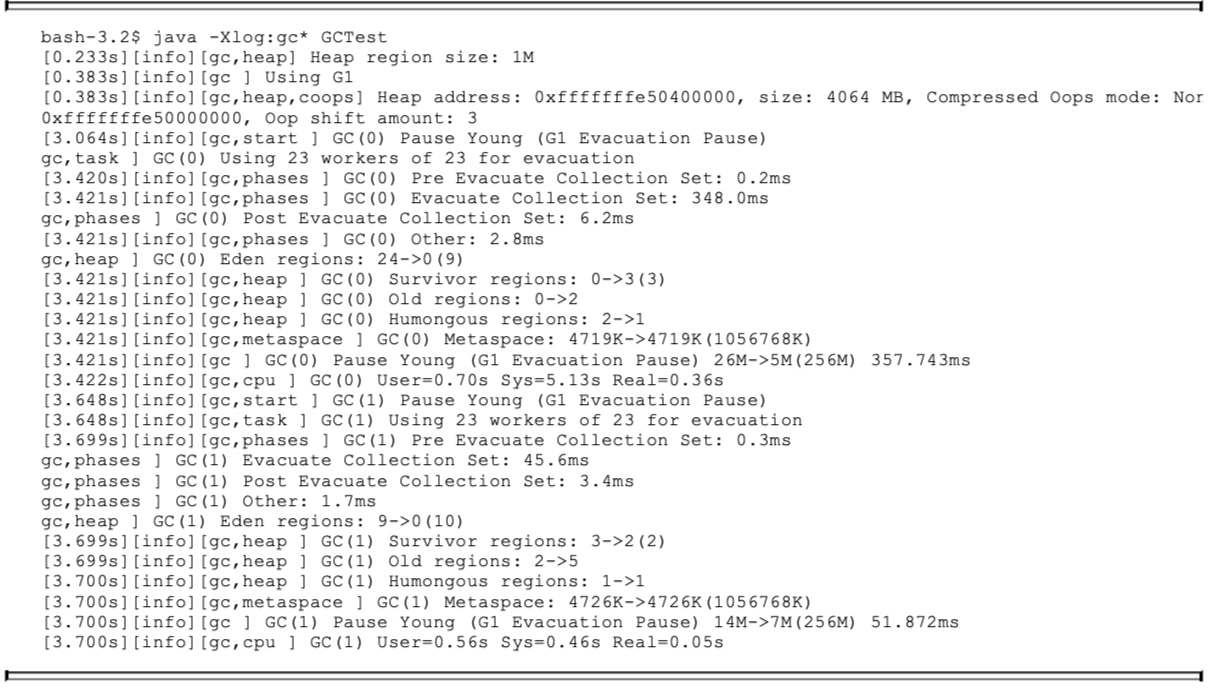 bash-3.2$ java -Xlog:gc* GCTest
[0.233s][info][gc,heap] Heap region size: 1M
[0.383s][info][gc ] Using G1
[0.383s][info][gc,heap,coops] Heap address: 0xfffffffe50400000, size: 4064 MB, Compressed Oops mode: Nor
0xfffffffe50000000, Oop shift amount: 3
[3.064s][info][gc,start ] GC(0) Pause Young (G1 Evacuation Pause)
gc,task ] GC(0) Using 23 workers of 23 for evacuation
[3.420s][info][gc,phases ] GC(0) Pre Evacuate Collection Set: 0.2ms
[3.421s][info][gc,phases ] GC(0) Evacuate Collection Set: 348.0ms
gc,phases ] GC(0) Post Evacuate Collection Set: 6.2ms
[3.421s][info][gc,phases ] GC(0) Other: 2.8ms
gc,heap ] GC(0) Eden regions: 24->0(9)
[3.421s][info][gc,heap ] GC(0) Survivor regions: 0->3(3)
[3.421s][info][gc,heap ] GC(0) Old regions: 0->2
[3.421s][info][gc,heap ] GC(0) Humongous regions: 2->1
[3.421s][info][gc,metaspace ] GC(0) Metaspace: 4719K->4719K(1056768K)
[3.421s][info][gc ] GC(0) Pause Young (G1 Evacuation Pause) 26M->5M(256M) 357.743ms
[3.422s][info][gc,cpu ] GC(0) User=0.70s Sys=5.13s Real=0.36s
[3.648s][info][gc,start ] GC(1) Pause Young (G1 Evacuation Pause)
[3.648s][info][gc,task ] GC(1) Using 23 workers of 23 for evacuation
[3.699s][info][gc,phases ] GC(1) Pre Evacuate Collection Set: 0.3ms
gc,phases ] GC(1) Evacuate Collection Set: 45.6ms
gc,phases ] GC(1) Post Evacuate Collection Set: 3.4ms
gc,phases ] GC(1) Other: 1.7ms
gc,heap ] GC(1) Eden regions: 9->0(10)
[3.699s][info][gc,heap ] GC(1) Survivor regions: 3->2(2)
[3.699s][info][gc,heap ] GC(1) Old regions: 2->5
[3.700s][info][gc,heap ] GC(1) Humongous regions: 1->1
[3.700s][info][gc,metaspace ] GC(1) Metaspace: 4726K->4726K(1056768K)
[3.700s][info][gc ] GC(1) Pause Young (G1 Evacuation Pause) 14M->7M(256M) 51.872ms
[3.700s][info][gc,cpu ] GC(1) User=0.56s Sys=0.46s Real=0.05s